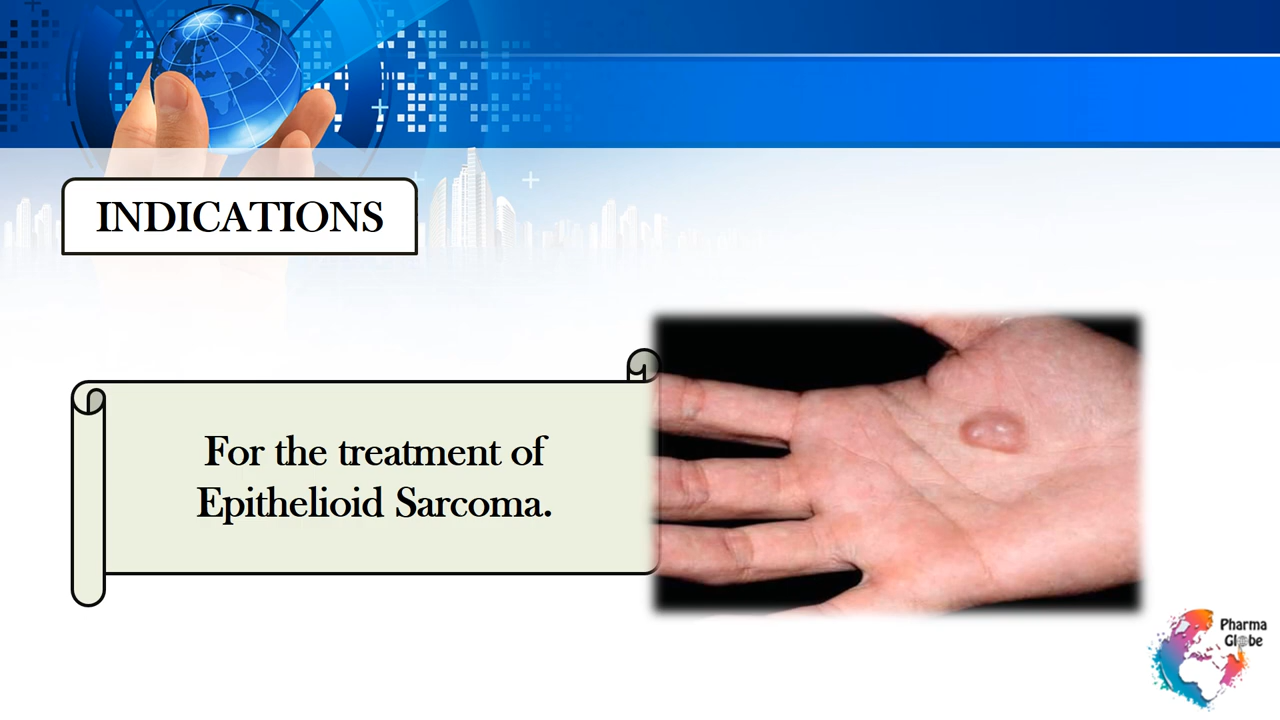 INDICATIONS
For the treatment of
Epithelioid Sarcoma.
Pharma
Globe